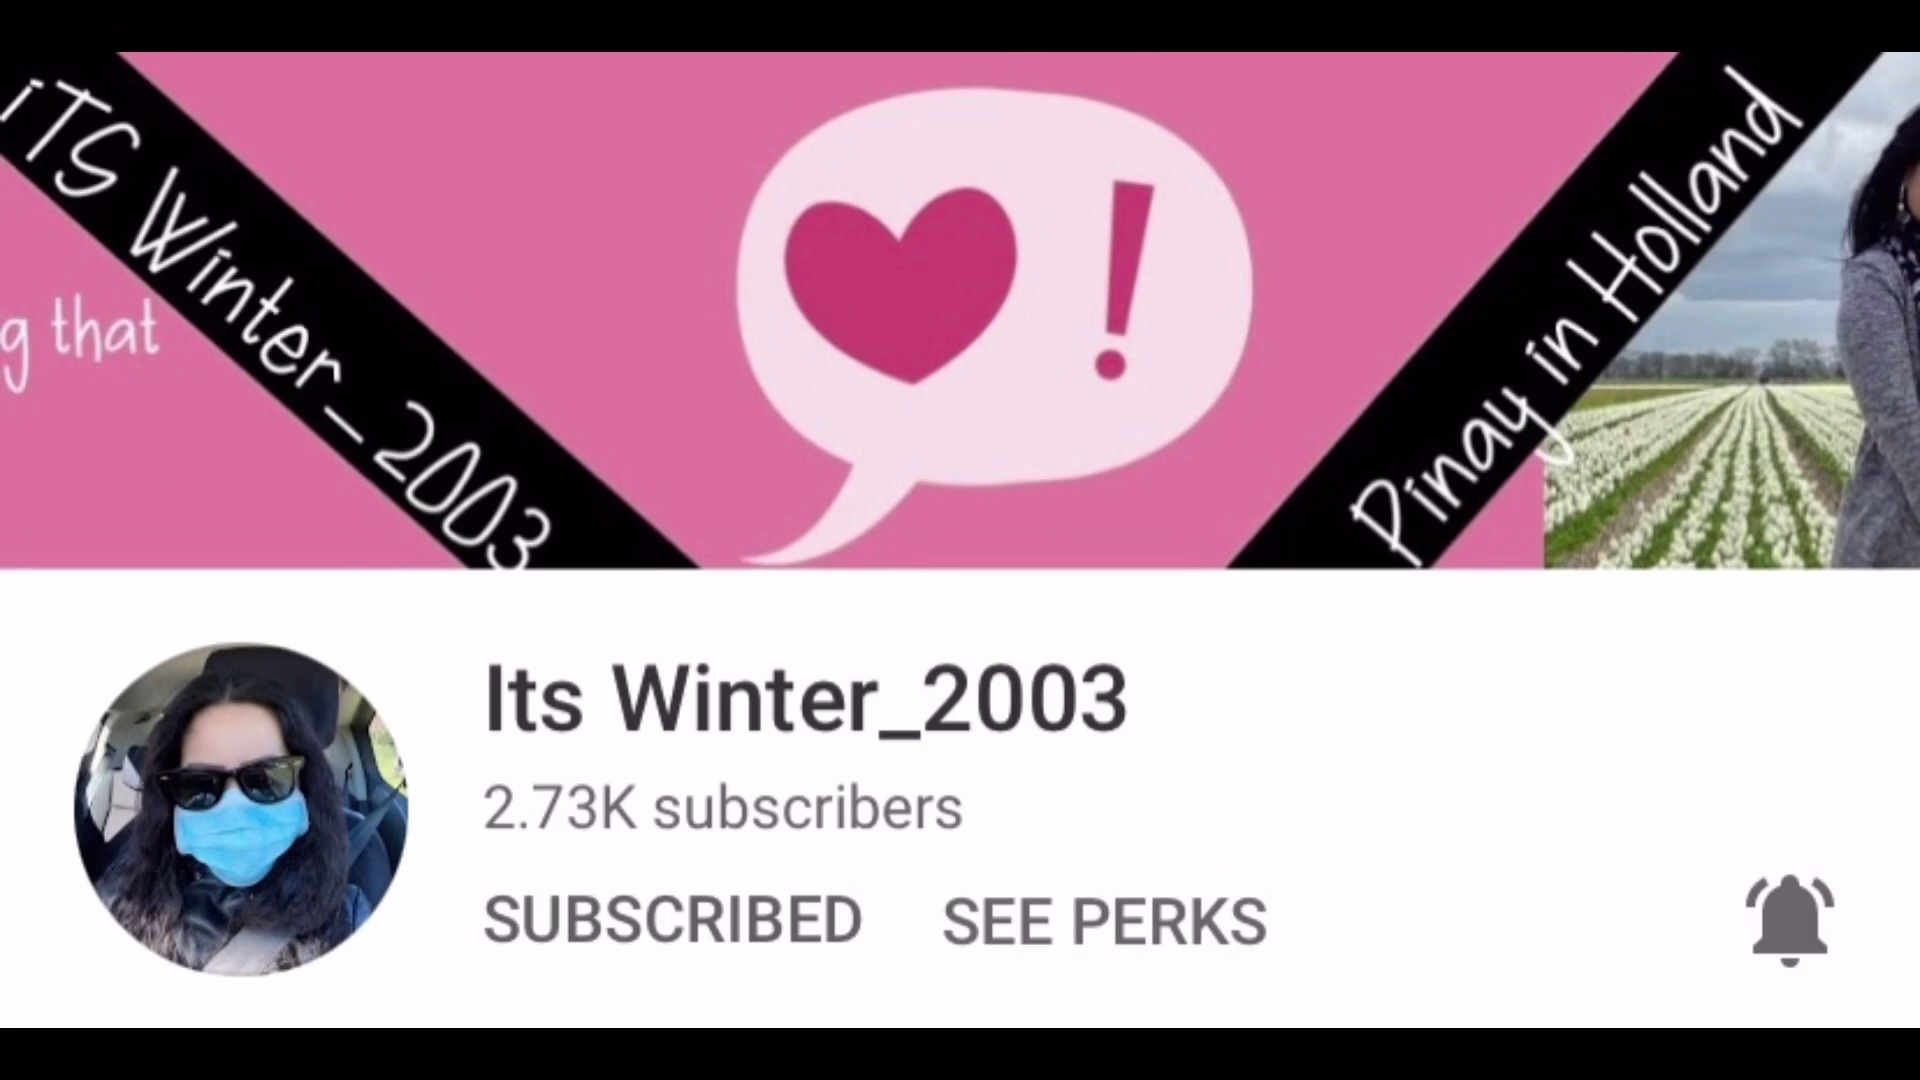 iTS Winter_2003
Pinay in Holland
g that
!
Its Winter_2003
2.73K subscribers
SUBSCRIBED SEE PERKS